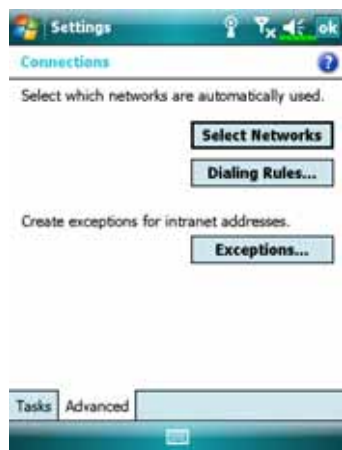 Settings
ok
Connections
?
Select which networks are automatically used.
Select Networks
Dialing Rules...
Create exceptions for intranet addresses.
Exceptions...
Tasks Advanced